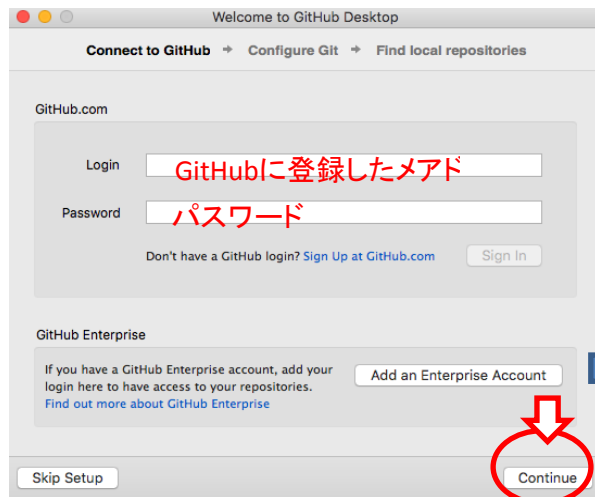 Welcome to GitHub Desktop
Connect to GitHub → Configure Git → Find local repositories
GitHub.com
Login GitHubに登録したメアド
Password パスワード
Don't have a GitHub login? Sign Up at GitHub.com Sign In
GitHub Enterprise
If you have a GitHub Enterprise account, add your
login here to have access to your repositories.
Find out more about GitHub Enterprise
Add an Enterprise Account
Skip Setup Continue